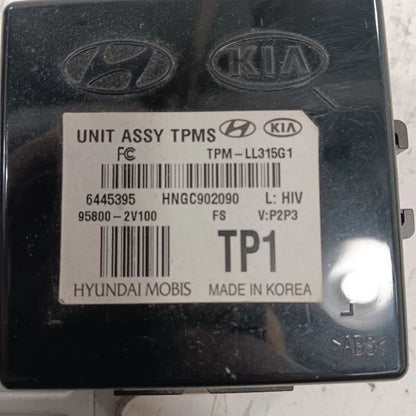 KIA
UNIT ASSY TPMS KIA
FC TPM-LL315G1
6445395 HNGC902090 L: HIV
95800-2V100 FS V:P2P3
TP1
HYUNDAI MOBIS MADE IN KOREA
>ABS<